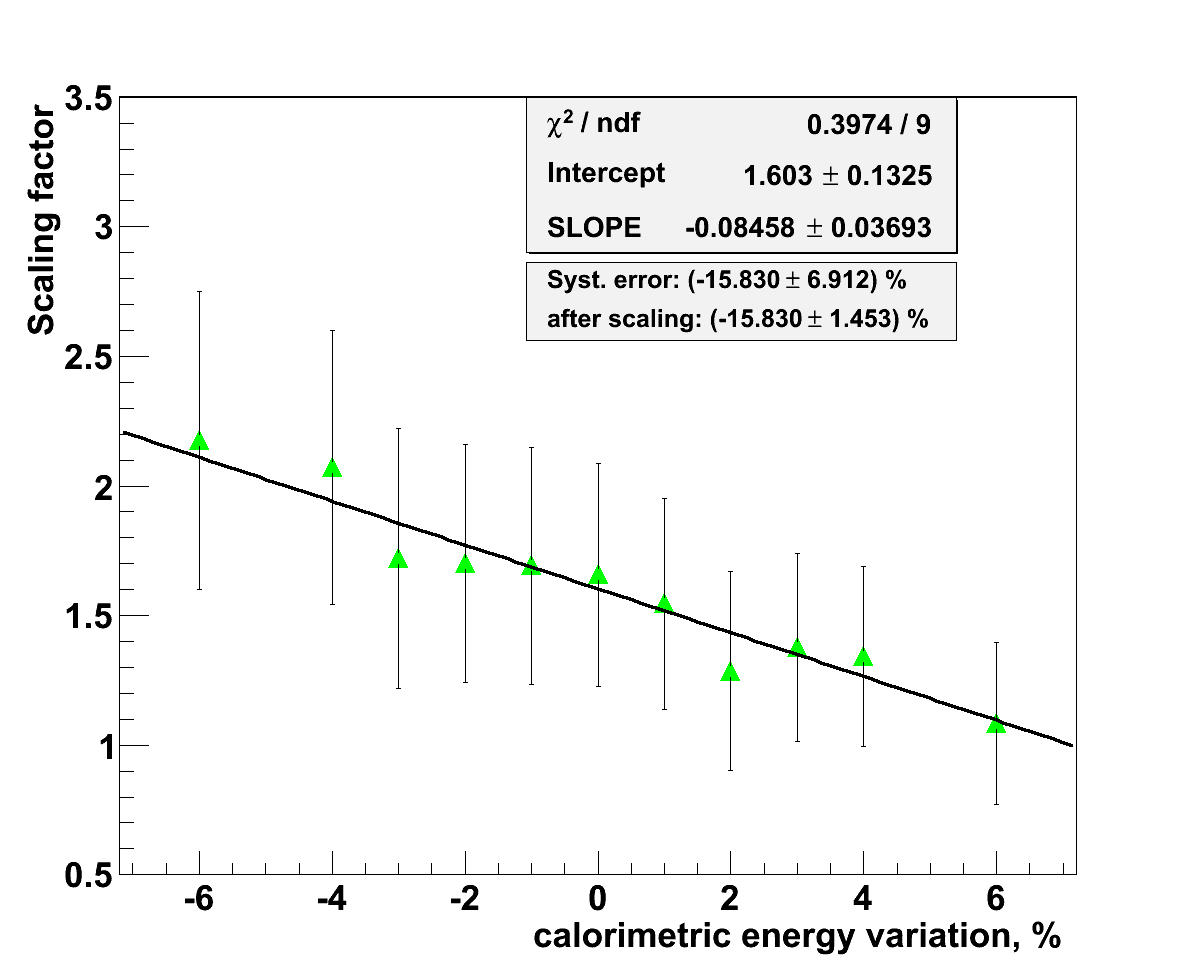 3.5
3
2.5
2
1.5
1
0.5
Scaling factor
χ² / ndf 0.3974 / 9
Intercept 1.603 ± 0.1325
SLOPE -0.08458 ± 0.03693
Syst. error: (-15.830 ± 6.912) %
after scaling: (-15.830 ± 1.453) %
-6 -4 -2 0 2 4 6
calorimetric energy variation, %